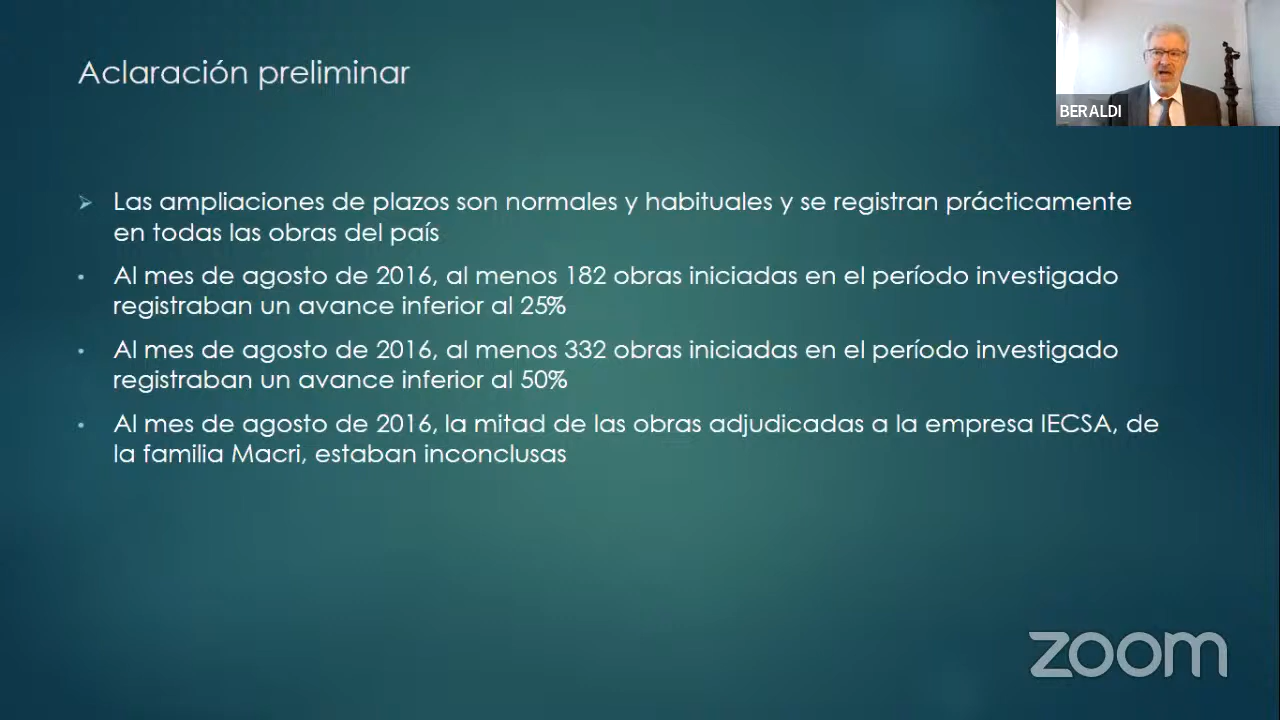 Aclaración preliminar
BERALDI
Las ampliaciones de plazos son normales y habituales y se registran prácticamente
en todas las obras del país
Al mes de agosto de 2016, al menos 182 obras iniciadas en el período investigado
registraban un avance inferior al 25%
Al mes de agosto de 2016, al menos 332 obras iniciadas en el período investigado
registraban un avance inferior al 50%
Al mes de agosto de 2016, la mitad de las obras adjudicadas a la empresa IECSA, de
la familia Macri, estaban inconclusas
zoom